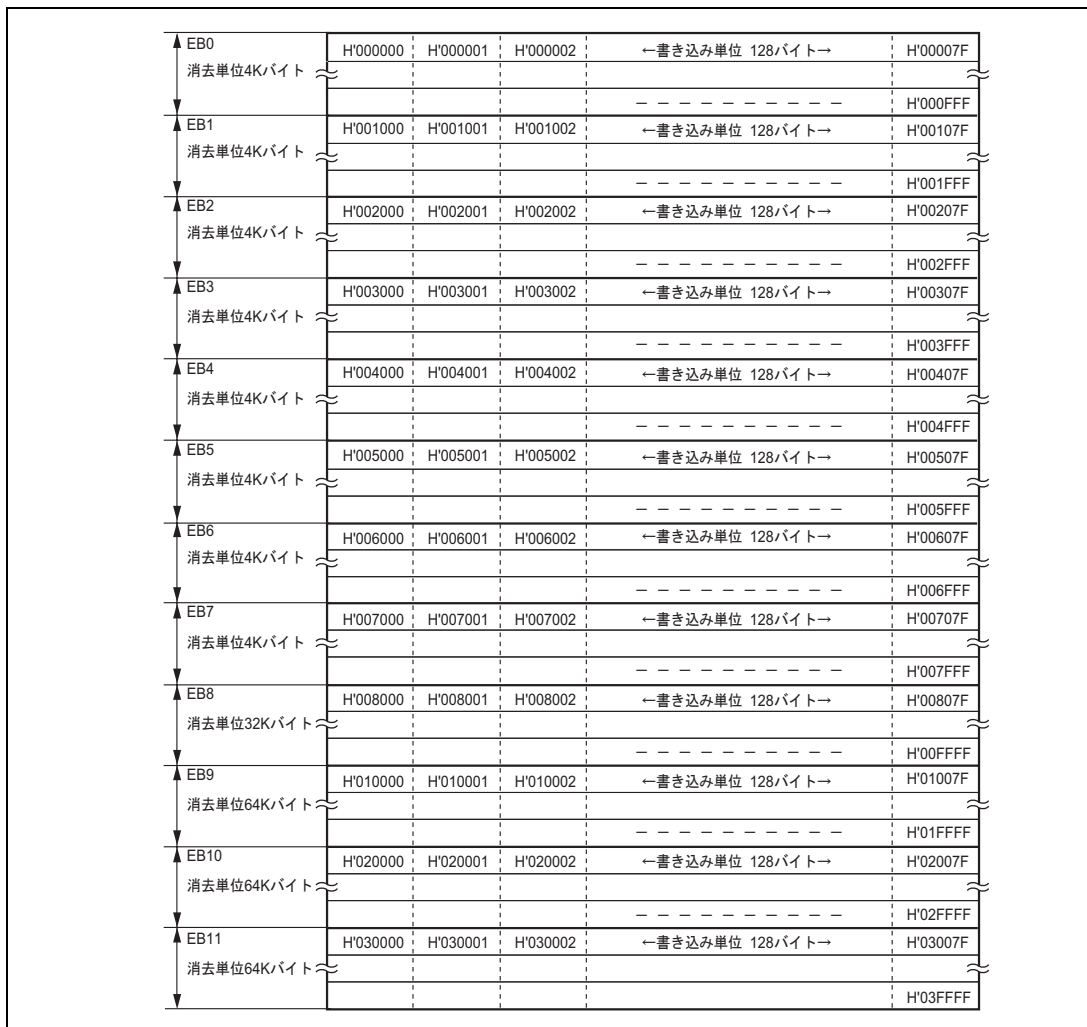 EB0
H'000000 H'000001 H'000002 ←書き込み単位 128バイト→ H'00007F
消去単位4Kバイト
－ － － － － － － － － － H'000FFF
EB1
H'001000 H'001001 H'001002 ←書き込み単位 128バイト→ H'00107F
消去単位4Kバイト
－ － － － － － － － － － H'001FFF
EB2
H'002000 H'002001 H'002002 ←書き込み単位 128バイト→ H'00207F
消去単位4Kバイト
－ － － － － － － － － － H'002FFF
EB3
H'003000 H'003001 H'003002 ←書き込み単位 128バイト→ H'00307F
消去単位4Kバイト
－ － － － － － － － － － H'003FFF
EB4
H'004000 H'004001 H'004002 ←書き込み単位 128バイト→ H'00407F
消去単位4Kバイト
－ － － － － － － － － － H'004FFF
EB5
H'005000 H'005001 H'005002 ←書き込み単位 128バイト→ H'00507F
消去単位4Kバイト
－ － － － － － － － － － H'005FFF
EB6
H'006000 H'006001 H'006002 ←書き込み単位 128バイト→ H'00607F
消去単位4Kバイト
－ － － － － － － － － － H'006FFF
EB7
H'007000 H'007001 H'007002 ←書き込み単位 128バイト→ H'00707F
消去単位4Kバイト
－ － － － － － － － － － H'007FFF
EB8
H'008000 H'008001 H'008002 ←書き込み単位 128バイト→ H'00807F
消去単位32Kバイト
－ － － － － － － － － － H'00FFFF
EB9
H'010000 H'010001 H'010002 ←書き込み単位 128バイト→ H'01007F
消去単位64Kバイト
－ － － － － － － － － － H'01FFFF
EB10
H'020000 H'020001 H'020002 ←書き込み単位 128バイト→ H'02007F
消去単位64Kバイト
－ － － － － － － － － － H'02FFFF
EB11
H'030000 H'030001 H'030002 ←書き込み単位 128バイト→ H'03007F
消去単位64Kバイト
H'03FFFF